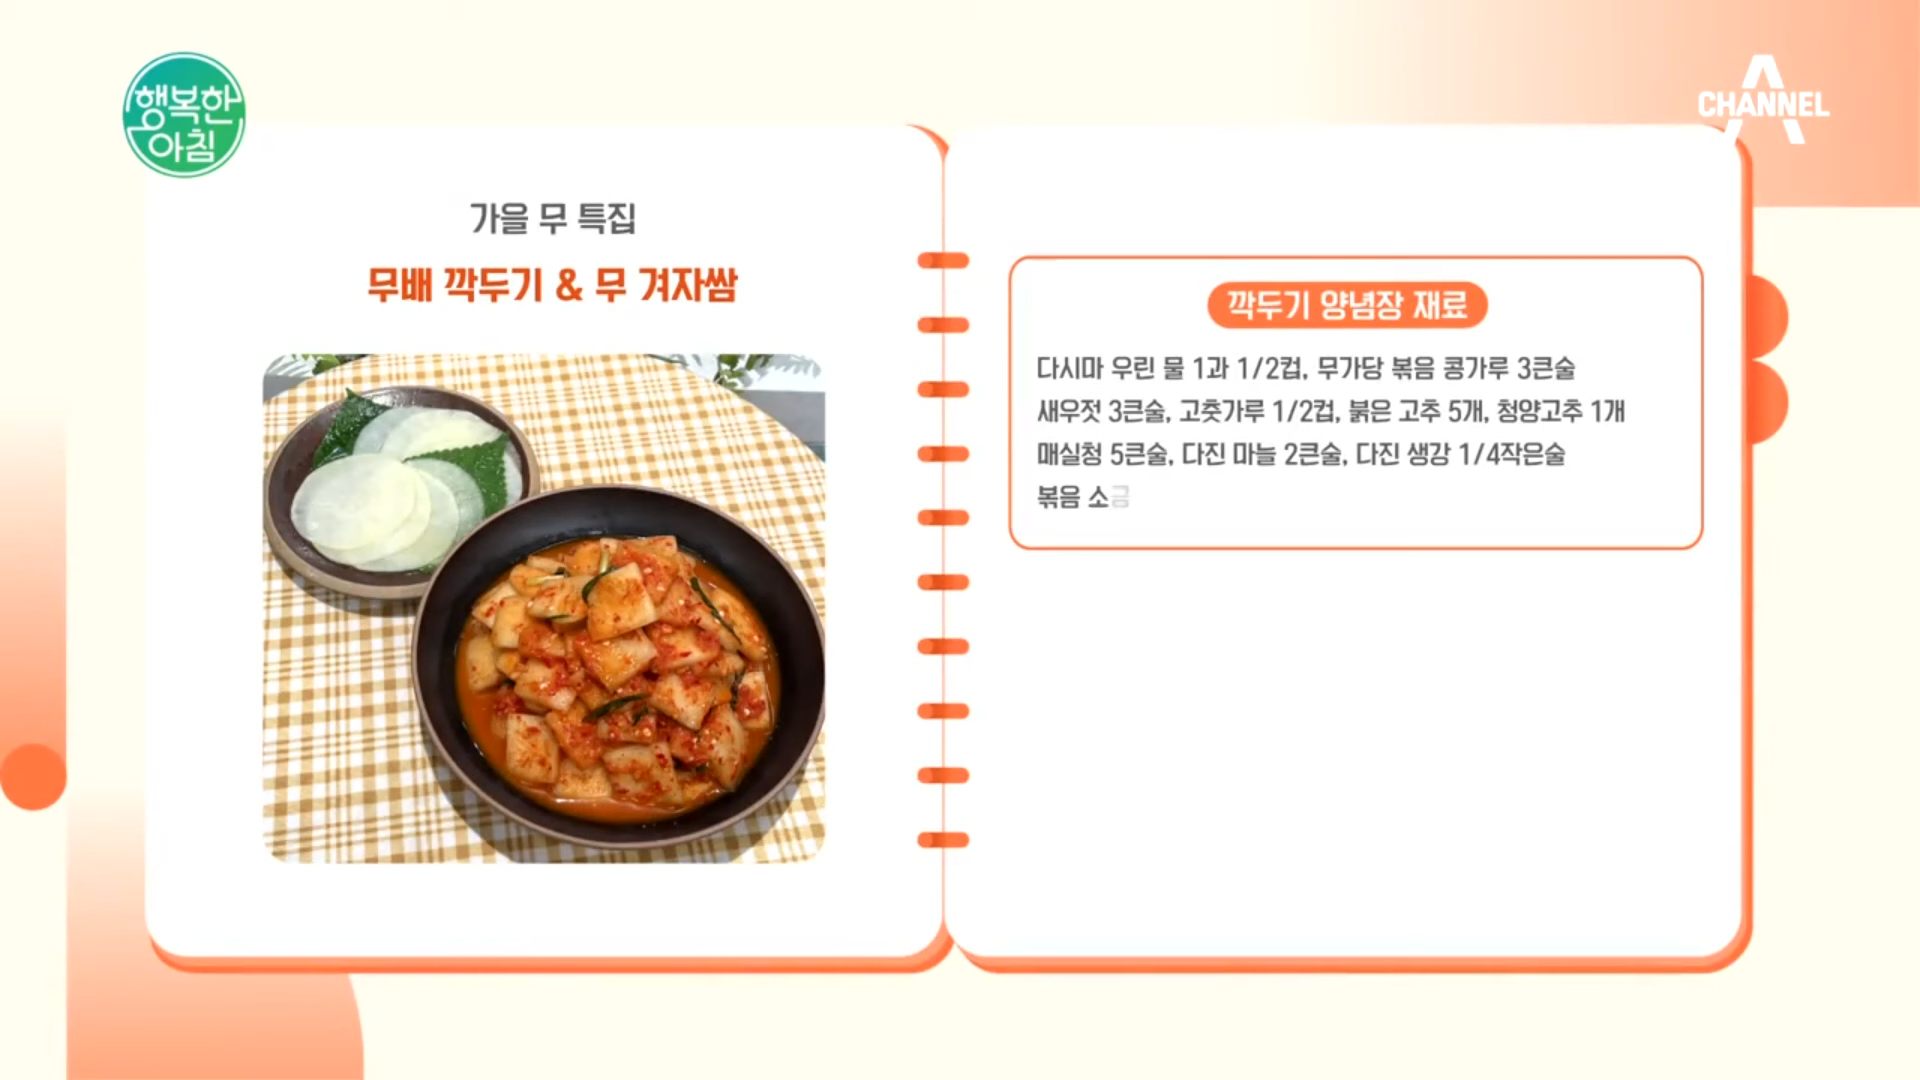 행복한
아침
CHANNEL A
가을 무 특집
무배 깍두기 & 무 겨자쌈
깍두기 양념장 재료
다시마 우린 물 1과 1/2컵, 무가당 볶음 콩가루 3큰술
새우젓 3큰술, 고춧가루 1/2컵, 붉은 고추 5개, 청양고추 1개
매실청 5큰술, 다진 마늘 2큰술, 다진 생강 1/4작은술
볶음 소금